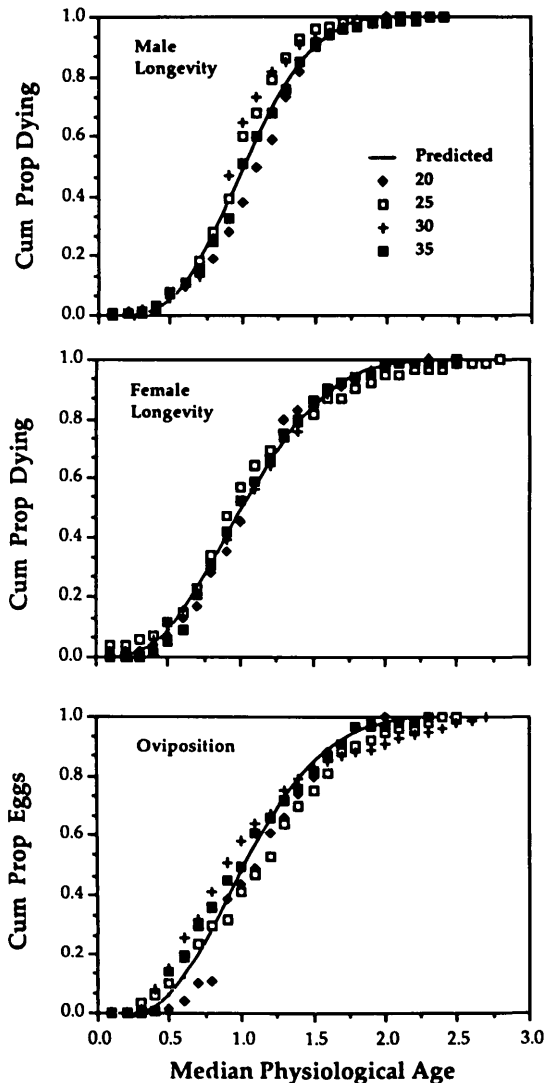 1.0
Male
Longevity
0.8
0.6
Predicted
20
0.4
25
30
0.2
35
0.0
Cum Prop Dying
1.0
Female
Longevity
0.8
0.6
0.4
0.2
0.0
Cum Prop Dying
1.0
Oviposition
0.8
0.6
0.4
0.2
0.0
Cum Prop Eggs
0.0 0.5 1.0 1.5 2.0 2.5 3.0
Median Physiological Age